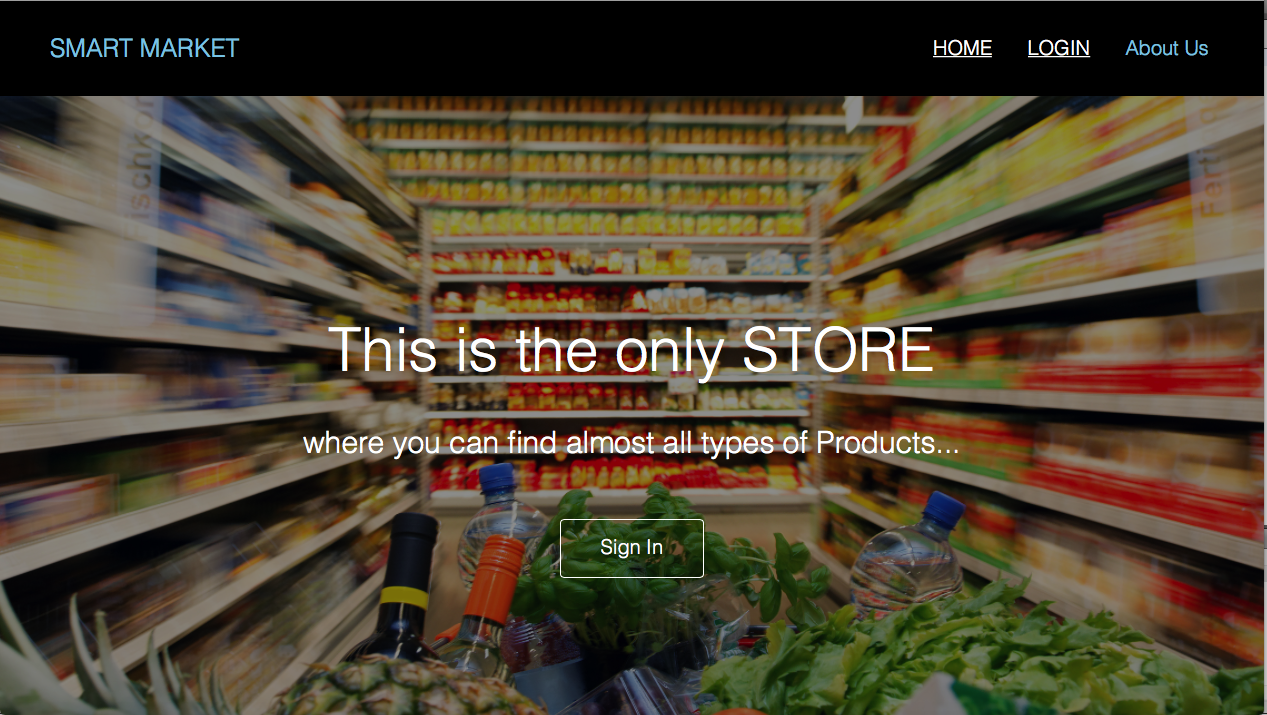 SMART MARKET
HOME LOGIN About Us
This is the only STORE
where you can find almost all types of Products...
Sign In